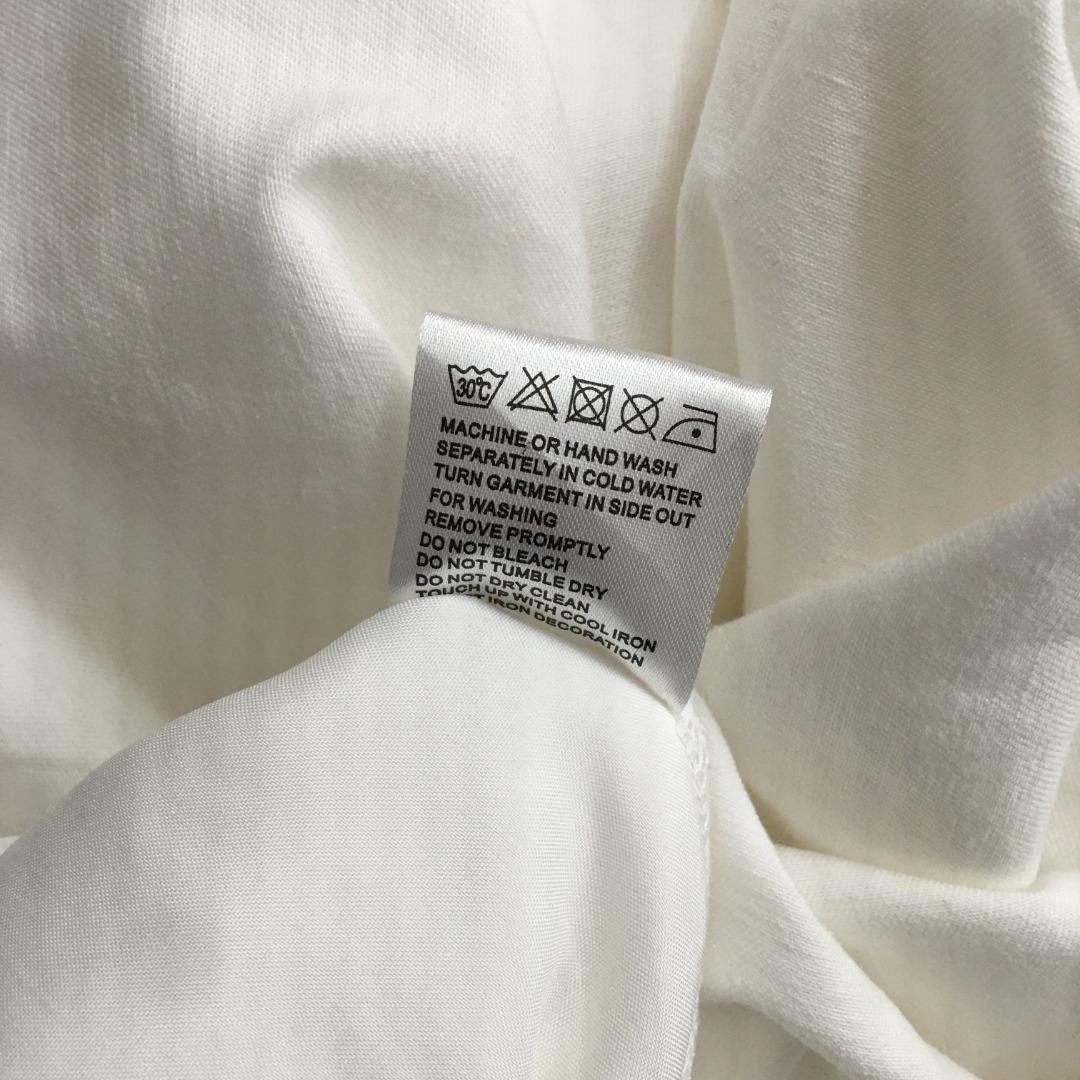 30℃
MACHINE OR HAND WASH
SEPARATELY IN COLD WATER
TURN GARMENT IN SIDE OUT
FOR WASHING
REMOVE PROMPTLY
DO NOT BLEACH
DO NOT TUMBLE DRY
DO NOT DRY CLEAN
TOUCH UP WITH COOL IRON
IRON DECORATION